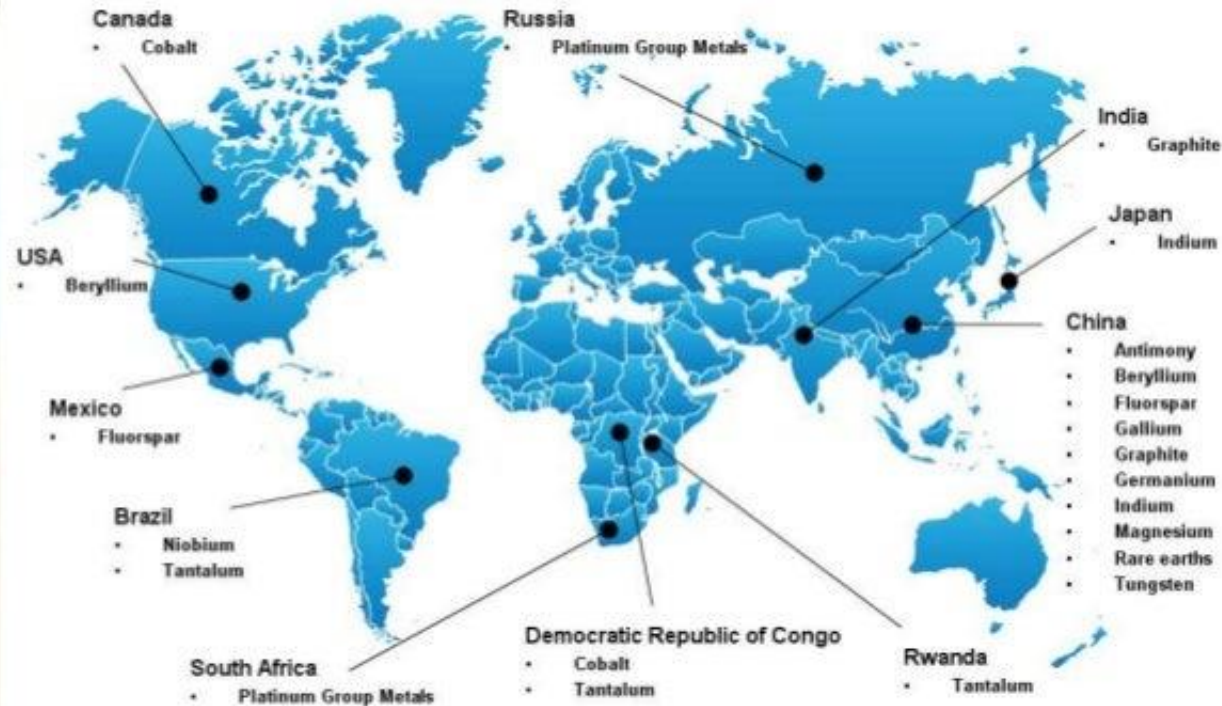 Canada
• Cobalt
Russia
• Platinum Group Metals
India
• Graphite
Japan
• Indium
USA
• Beryllium
China
• Antimony
• Beryllium
• Fluorspar
• Gallium
• Graphite
• Germanium
• Indium
• Magnesium
• Rare earths
• Tungsten
Mexico
• Fluorspar
Brazil
• Niobium
• Tantalum
South Africa
• Platinum Group Metals
Democratic Republic of Congo
• Cobalt
• Tantalum
Rwanda
• Tantalum